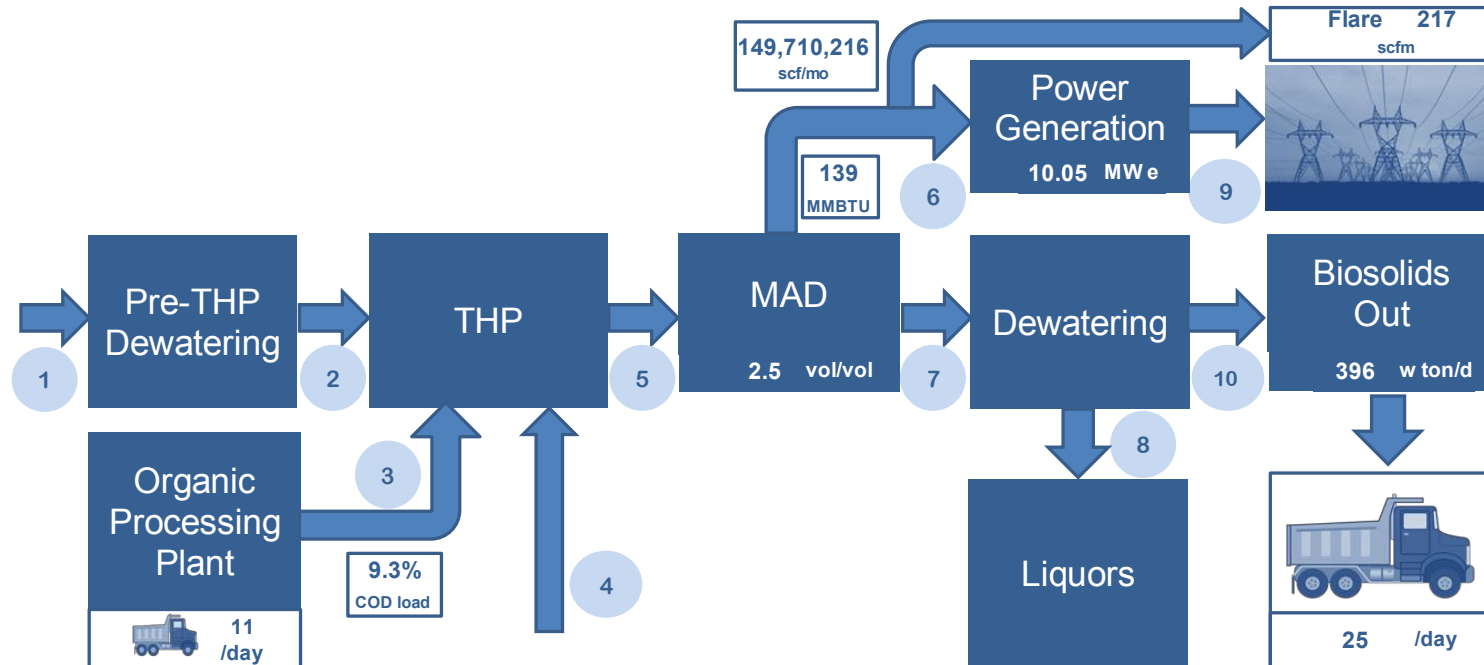 149,710,216
scf/mo
Flare 217
scfm
Power
Generation
10.05 MWe
139
MMBTU
6
9
Pre-THP
Dewatering
THP
MAD
2.5 vol/vol
Dewatering
Biosolids
Out
396 w ton/d
1
2
5
7
10
3
8
Organic
Processing
Plant
9.3%
COD load
4
Liquors
11
/day
25 /day